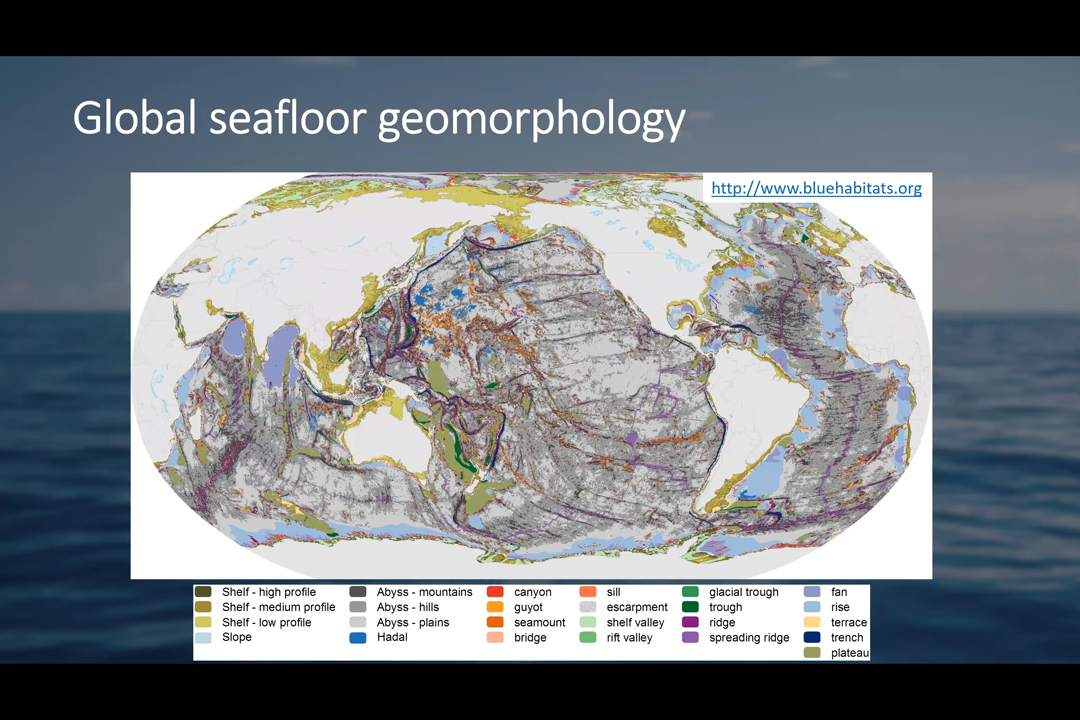 Global seafloor geomorphology
http://www.bluehabitats.org
Shelf - high profile
Shelf - medium profile
Shelf - low profile
Slope
Abyss - mountains
Abyss - hills
Abyss - plains
Hadal
canyon
guyot
seamount
bridge
sill
escarpment
shelf valley
rift valley
glacial trough
trough
ridge
spreading ridge
fan
rise
terrace
trench
plateau